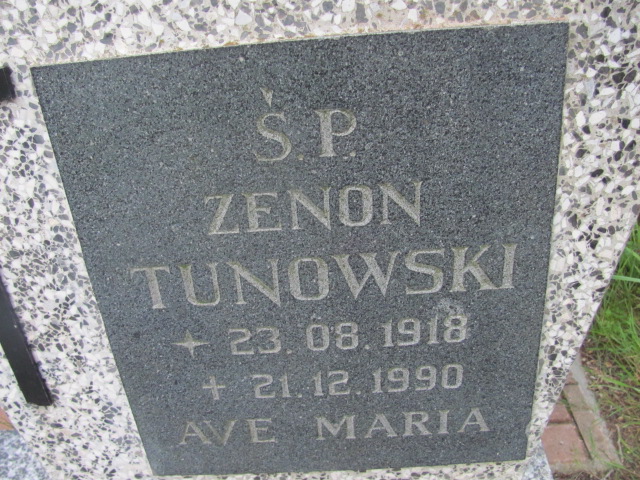 Ś.P.
ZENON
TUNOWSKI
+ 23.08.1918
+ 21.12.1990
AVE MARIA